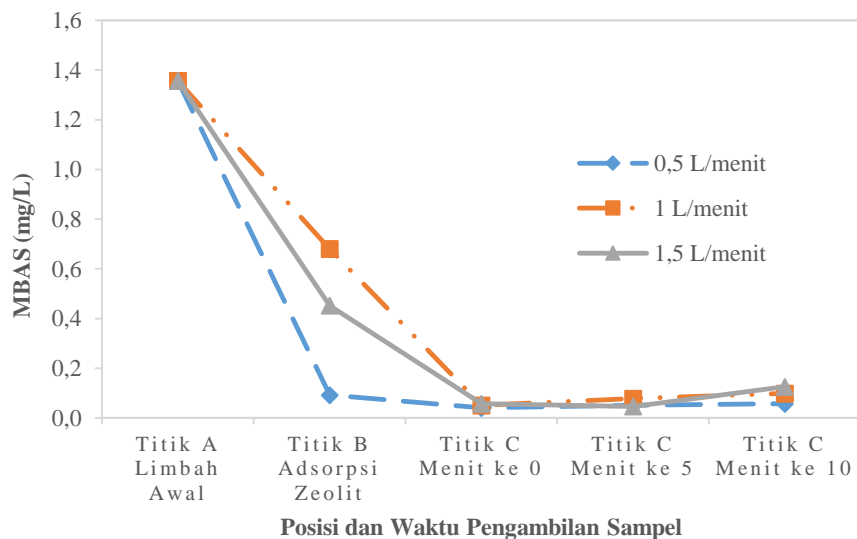 1,6
1,4
1,2
1,0
0,8
0,6
0,4
0,2
0,0
MBAS (mg/L)
0,5 L/menit
1 L/menit
1,5 L/menit
Titik A
Limbah
Awal
Titik B
Adsorpsi
Zeolit
Titik C
Menit ke 0
Titik C
Menit ke 5
Titik C
Menit ke 10
Posisi dan Waktu Pengambilan Sampel